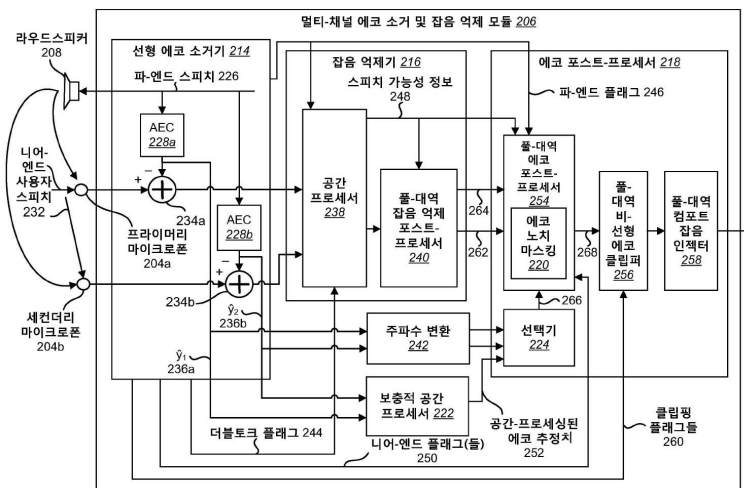 멀티-채널 에코 소거 및 잡음 억제 모듈 206
라우드스피커
208
선형 에코 소거기 214
파-엔드 스피치 226
잡음 억제기 216
스피치 가능성 정보
248
에코 포스트-프로세서 218
파-엔드 플래그 246
AEC
228a
니어-
엔드
사용자
스피치
232
−
+
234a
프라이머리
마이크로폰
204a
AEC
228b
−
+
234b
세컨더리
마이크로폰
204b
공간
프로세서
238
풀-대역
잡음 억제
포스트-
프로세서
240
264
262
풀-대역
에코
포스트-
프로세서
254
에코
노치
마스킹
220
268
풀-
대역
비-
선형
에코
클리퍼
256
풀-대역
컴포트
잡음
인젝터
258
266
ŷ₂
236b
ŷ₁
236a
주파수 변환
242
선택기
224
보충적 공간
프로세서 222
공간-프로세싱된
에코 추정치
252
더블토크 플래그 244
니어-엔드 플래그(들)
250
클립핑
플래그들
260